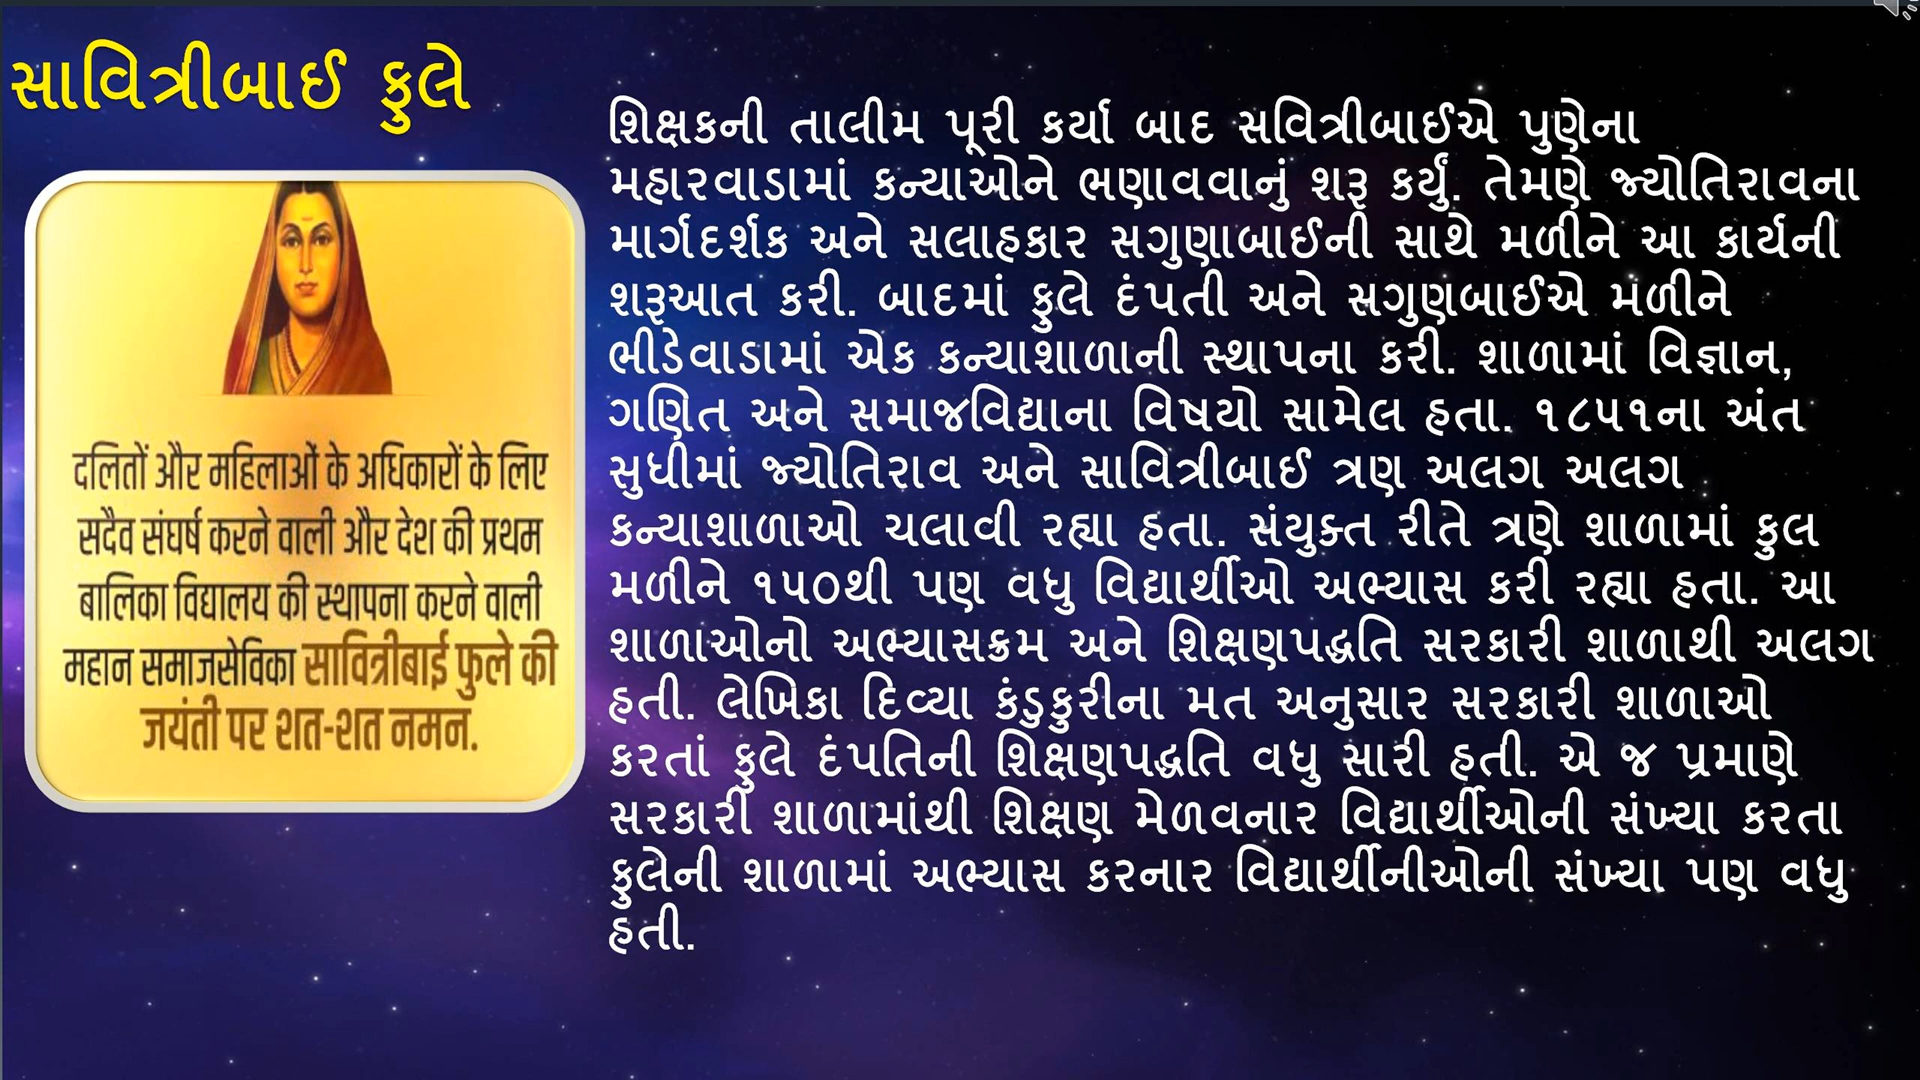 સાવિત્રીબાઈ ફુલે
दलितों और महिलाओं के अधिकारों के लिए
सदैव संघर्ष करने वाली और देश की प्रथम
बालिका विद्यालय की स्थापना करने वाली
महान समाजसेविका सावित्रीबाई फुले की
जयंती पर शत-शत नमन.
શિક્ષકની તાલીમ પૂરી કર્યા બાદ સવિત્રીબાઈએ પુણેના
મહારવાડામાં કન્યાઓને ભણાવવાનું શરૂ કર્યું. તેમણે જ્યોતિરાવના
માર્ગદર્શક અને સલાહકાર સગુણાબાઈની સાથે મળીને આ કાર્યની
શરૂઆત કરી. બાદમાં ફુલે દંપતી અને સગુણબાઈએ મળીને
ભીડેવાડામાં એક કન્યાશાળાની સ્થાપના કરી. શાળામાં વિજ્ઞાન,
ગણિત અને સમાજવિદ્યાના વિષયો સામેલ હતા. ૧૮૫૧ના અંત
સુધીમાં જ્યોતિરાવ અને સાવિત્રીબાઈ ત્રણ અલગ અલગ
કન્યાશાળાઓ ચલાવી રહ્યા હતા. સંયુક્ત રીતે ત્રણે શાળામાં કુલ
મળીને ૧૫૦થી પણ વધુ વિદ્યાર્થીઓ અભ્યાસ કરી રહ્યા હતા. આ
શાળાઓનો અભ્યાસક્રમ અને શિક્ષણપદ્ધતિ સરકારી શાળાથી અલગ
હતી. લેખિકા દિવ્યા કંડુકુરીના મત અનુસાર સરકારી શાળાઓ
કરતાં ફુલે દંપતિની શિક્ષણપદ્ધતિ વધુ સારી હતી. એ જ પ્રમાણે
સરકારી શાળામાંથી શિક્ષણ મેળવનાર વિદ્યાર્થીઓની સંખ્યા કરતા
ફુલેની શાળામાં અભ્યાસ કરનાર વિદ્યાર્થીનીઓની સંખ્યા પણ વધુ
હતી.